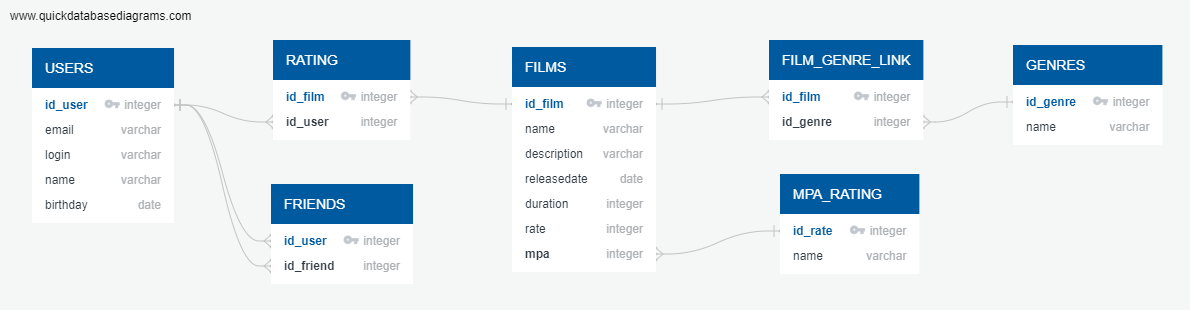 www.quickdatabasediagrams.com
USERS
id_user integer
email varchar
login varchar
name varchar
birthday date
RATING
id_film integer
id_user integer
FRIENDS
id_user integer
id_friend integer
FILMS
id_film integer
name varchar
description varchar
releasedate date
duration integer
rate integer
mpa integer
FILM_GENRE_LINK
id_film integer
id_genre integer
MPA_RATING
id_rate integer
name varchar
GENRES
id_genre integer
name varchar